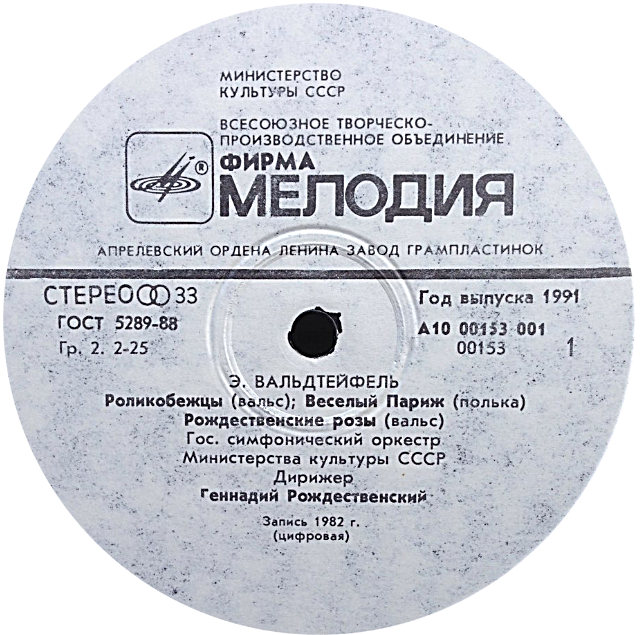 МИНИСТЕРСТВО
КУЛЬТУРЫ СССР
ВСЕСОЮЗНОЕ ТВОРЧЕСКО-
ПРОИЗВОДСТВЕННОЕ ОБЪЕДИНЕНИЕ
ФИРМА
®
МЕЛОДИЯ
АПРЕЛЕВСКИЙ ОРДЕНА ЛЕНИНА ЗАВОД ГРАМПЛАСТИНОК
СТЕРЕО 33
Год выпуска 1991
ГОСТ 5289-88
А10 00153 001
Гр. 2. 2-25
00153 1
Э. ВАЛЬДТЕЙФЕЛЬ
Роликобежцы (вальс); Веселый Париж (полька)
Рождественские розы (вальс)
Гос. симфонический оркестр
Министерства культуры СССР
Дирижер
Геннадий Рождественский
Запись 1982 г.
(цифровая)